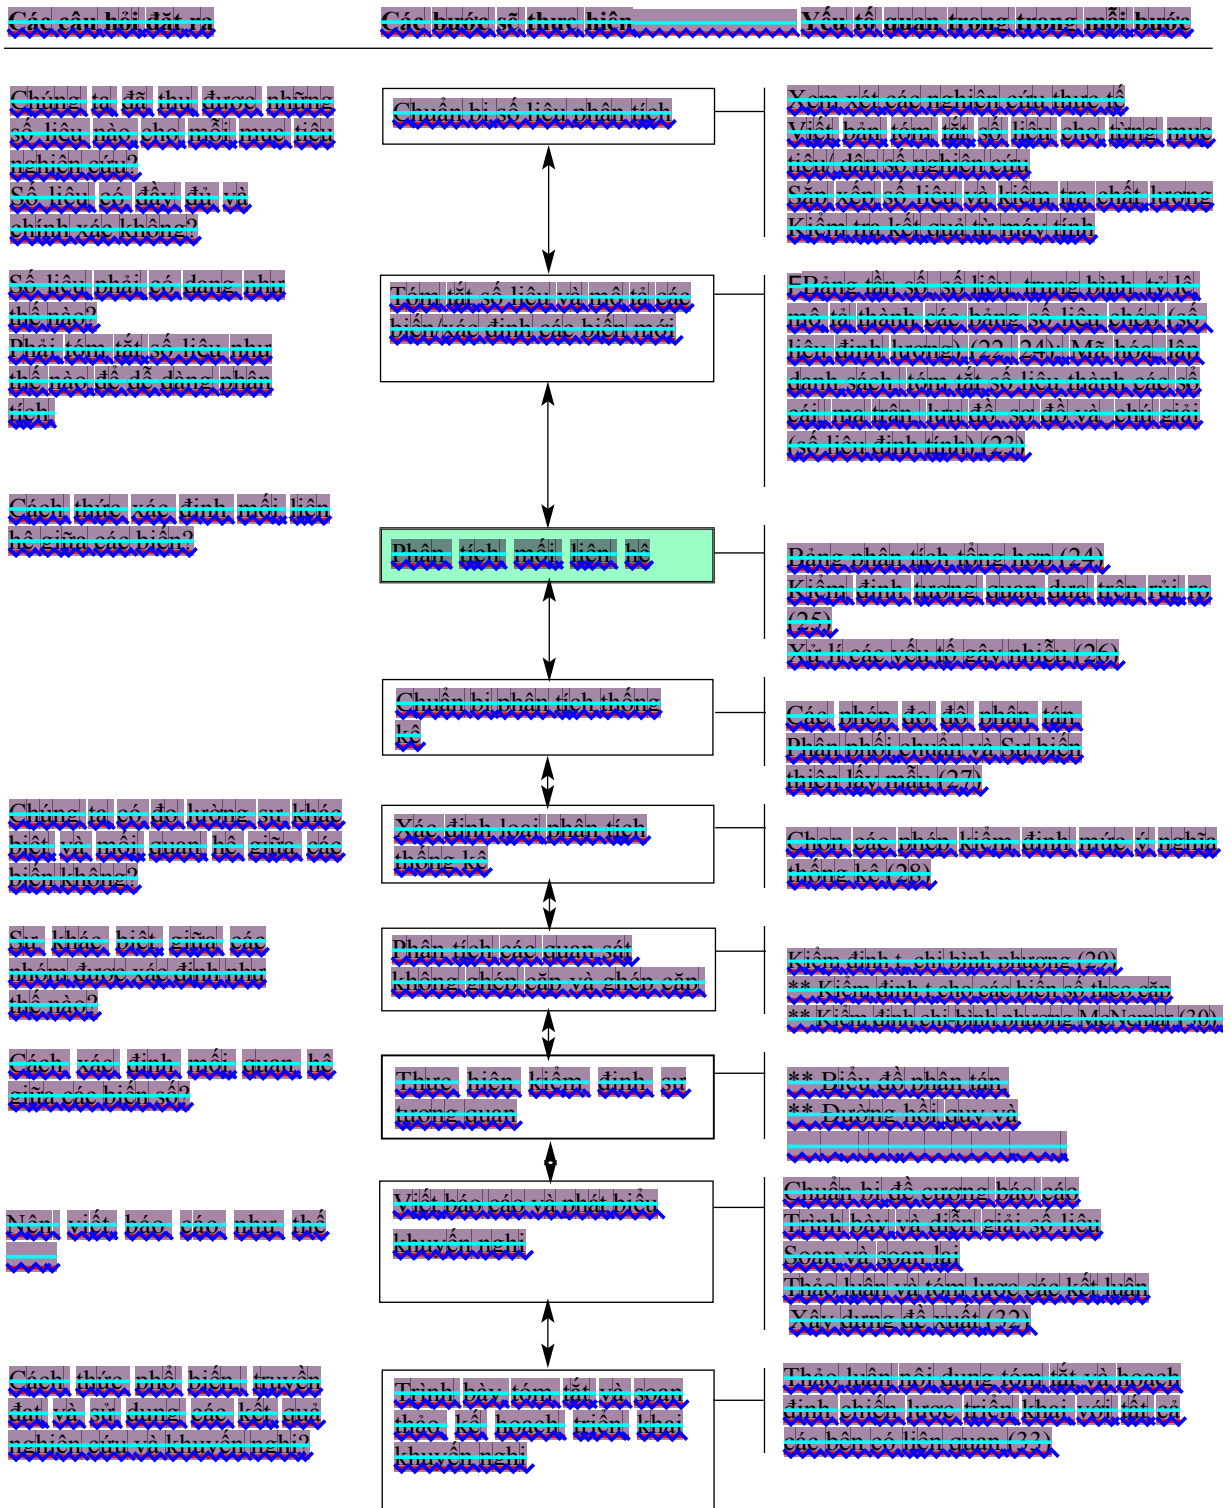 Các câu hỏi đặt ra
Các bước sẽ thực hiện
Yếu tố quan trọng trong mỗi bước
Chúng ta đã thu được những
số liệu nào cho mỗi mục tiêu
nghiên cứu?
Số liệu có đầy đủ và
chính xác không?
Chuẩn bị số liệu phân tích
Xem xét các nghiên cứu thực tế
Viết bản tóm tắt số liệu cho từng mục
tiêu/ dân số nghiên cứu
Sắp xếp số liệu và kiểm tra chất lượng
Kiểm tra kết quả từ máy tính
Số liệu phải có dạng như
thế nào?
Phải tóm tắt số liệu như
thế nào để dễ dàng phân
tích
Tóm tắt số liệu và mô tả các
biến/xác định các biến mới
Bảng tần số, số liệu, trung bình, tỷ lệ,
mô tả thành các bảng số liệu chéo (số
liệu định lượng) (22, 24); Mã hóa, lập
danh sách, tóm tắt số liệu thành các sổ
cái, ma trận, lưu đồ, sơ đồ và chú giải
(số liệu định tính) (23)
Cách thức xác định mối liên
hệ giữa các biến?
Phân tích mối liên hệ
Bảng phân tích tổng hợp (24)
Kiểm định tương quan dựa trên rủi ro
(25)
Xử lí các yếu tố gây nhiễu (26)
Chuẩn bị phân tích thống
kê
Các phép đo độ phân tán
Phân phối chuẩn và Sự biến
thiên lấy mẫu (27)
Chúng ta có đo lường sự khác
biệt và mối quan hệ giữa các
biến không?
Xác định loại phân tích
thống kê
Chọn các phép kiểm định mức ý nghĩa
thống kê (28)
Sự khác biệt giữa các
nhóm được xác định như
thế nào?
Phân tích các quan sát
không ghép cặp và ghép cặp
Kiểm định t, chi bình phương (29)
** Kiểm định t cho các biến số theo cặp
** Kiểm định chi bình phương McNemar (30)
Cách xác định mối quan hệ
giữa các biến số?
Thực hiện kiểm định sự
tương quan
** Biểu đồ phân tán
** Đường hồi quy và
Nên viết báo cáo như thế
Viết báo cáo và phát biểu
khuyến nghị
Chuẩn bị đề cương báo cáo
Trình bày và diễn giải số liệu
Soạn và soạn lại
Thảo luận và tóm lược các kết luận
Xây dựng đề xuất (32)
Cách thức phổ biến, truyền
đạt và sử dụng các kết quả
nghiên cứu và khuyến nghị?
Trình bày tóm tắt và soạn
thảo kế hoạch triển khai
khuyến nghị
Thảo luận nội dung tóm tắt và hoạch
định chiến lược triển khai với tất cả
các bên có liên quan (33)